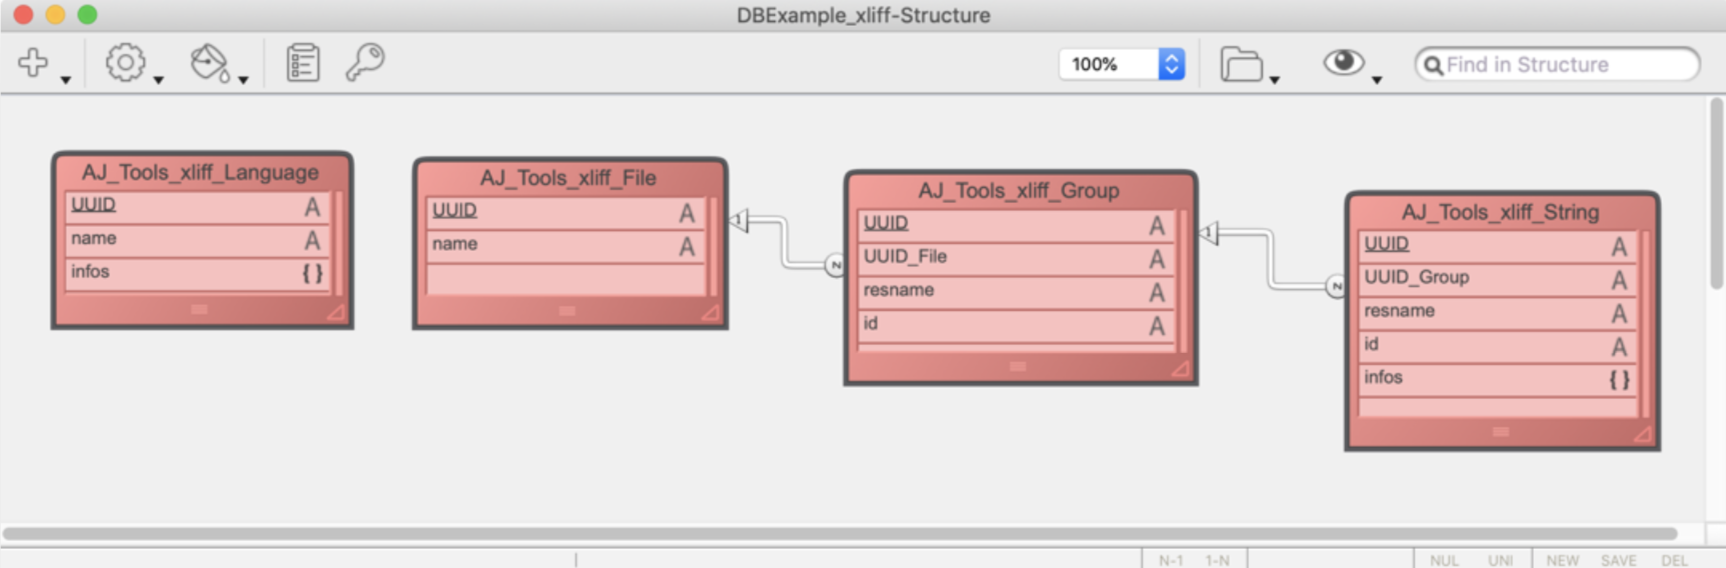 DBExample_xliff-Structure
100%
Find in Structure
AJ_Tools_xliff_Language
UUID A
name A
infos { }
AJ_Tools_xliff_File
UUID A
name A
1
N
AJ_Tools_xliff_Group
UUID A
UUID_File A
resname A
id A
1
N
AJ_Tools_xliff_String
UUID A
UUID_Group A
resname A
id A
infos { }
N-1 1-N NUL UNI NEW SAVE DEL